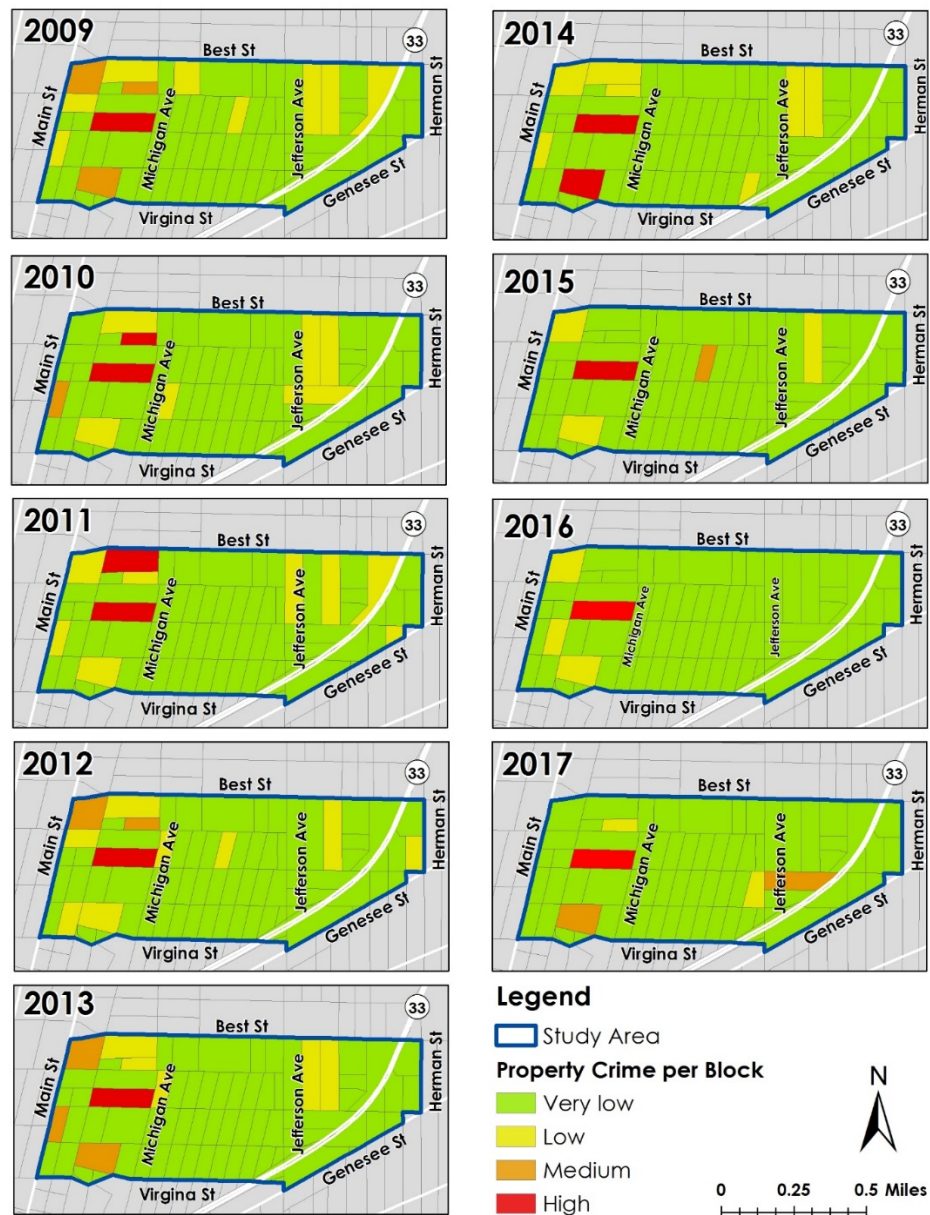 2009
Best St
33
Main St
Michigan Ave
Jefferson Ave
Herman St
Genesee St
Virgina St
2010
Best St
33
Main St
Michigan Ave
Jefferson Ave
Herman St
Genesee St
Virgina St
2011
Best St
33
Main St
Michigan Ave
Jefferson Ave
Herman St
Genesee St
Virgina St
2012
Best St
33
Main St
Michigan Ave
Jefferson Ave
Herman St
Genesee St
Virgina St
2013
Best St
33
Main St
Michigan Ave
Jefferson Ave
Herman St
Genesee St
Virgina St
2014
Best St
33
Main St
Michigan Ave
Jefferson Ave
Herman St
Genesee St
Virgina St
2015
Best St
33
Main St
Michigan Ave
Jefferson Ave
Herman St
Genesee St
Virgina St
2016
Best St
33
Main St
Michigan Ave
Jefferson Ave
Herman St
Genesee St
Virgina St
2017
Best St
33
Main St
Michigan Ave
Jefferson Ave
Herman St
Genesee St
Virgina St
Legend
Study Area
Property Crime per Block
Very low
Low
Medium
High
N
0 0.25 0.5 Miles